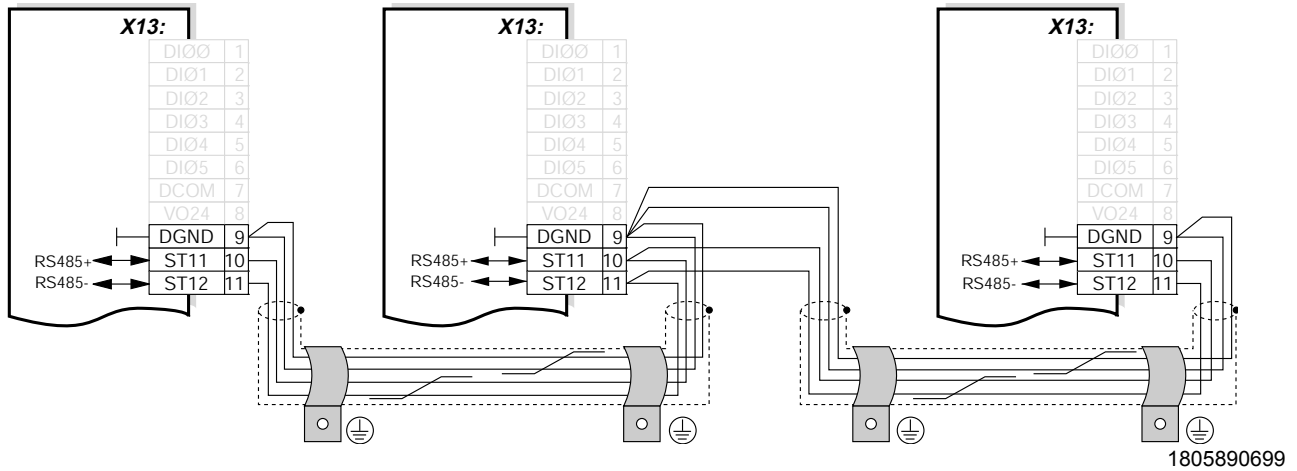 X13: X13: X13:
DIØØ 1 DIØØ 1 DIØØ 1
DIØ1 2 DIØ1 2 DIØ1 2
DIØ2 3 DIØ2 3 DIØ2 3
DIØ3 4 DIØ3 4 DIØ3 4
DIØ4 5 DIØ4 5 DIØ4 5
DIØ5 6 DIØ5 6 DIØ5 6
DCOM 7 DCOM 7 DCOM 7
VO24 8 VO24 8 VO24 8
DGND 9 DGND 9 DGND 9
RS485+ ST11 10 RS485+ ST11 10 RS485+ ST11 10
RS485- ST12 11 RS485- ST12 11 RS485- ST12 11
1805890699